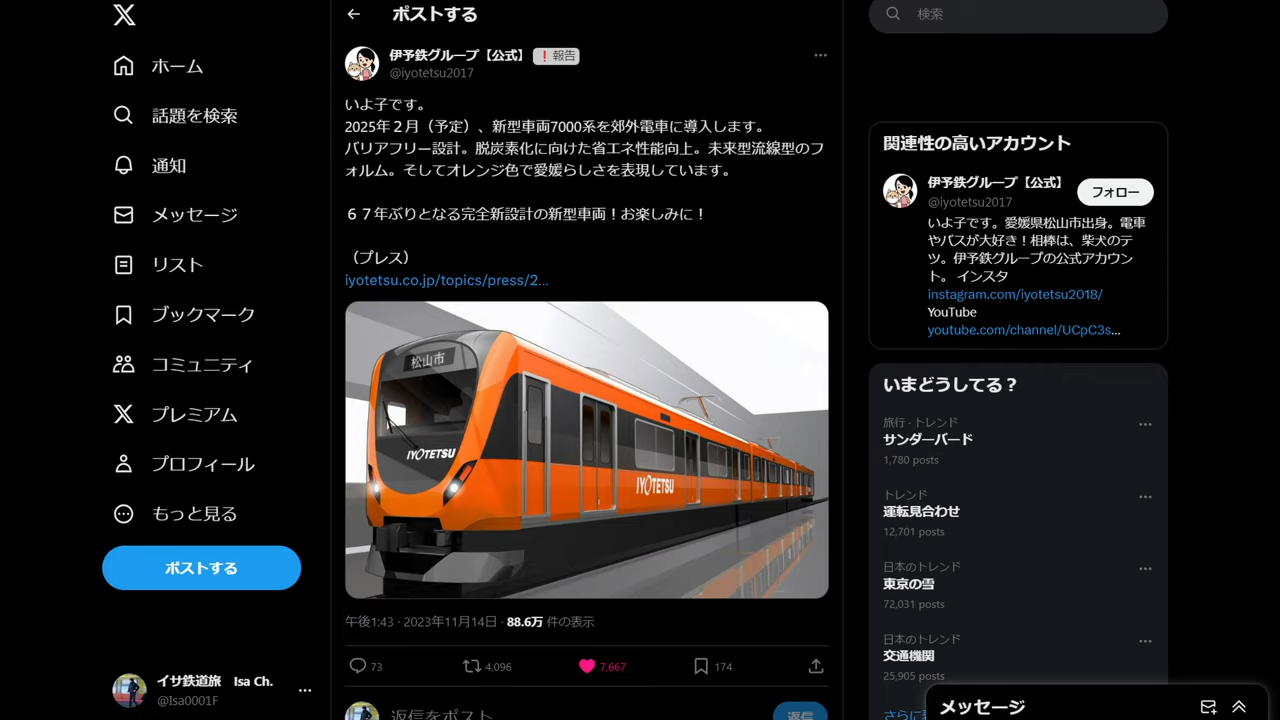 ホーム
話題を検索
通知
メッセージ
リスト
ブックマーク
コミュニティ
プレミアム
プロフィール
もっと見る
ポストする
イサ鉄道旅 Isa Ch.
@Isa0001F
ポストする
伊予鉄グループ【公式】 ❗報告
@iyotetsu2017
いよ子です。
2025年２月（予定）、新型車両7000系を郊外電車に導入します。
バリアフリー設計。脱炭素化に向けた省エネ性能向上。未来型流線型のフ
ォルム。そしてオレンジ色で愛媛らしさを表現しています。
６７年ぶりとなる完全新設計の新型車両！お楽しみに！
（プレス）
iyotetsu.co.jp/topics/press/2...
松山市
IYOTETSU
IYOTETSU
午後1:43 · 2023年11月14日 · 88.6万 件の表示
73 4,096 7,667 174
返信をポスト
返信
検索
関連性の高いアカウント
伊予鉄グループ【公式】
@iyotetsu2017
フォロー
いよ子です。愛媛県松山市出身。電車
やバスが大好き！相棒は、柴犬のテ
ツ。伊予鉄グループの公式アカウン
ト。 インスタ
instagram.com/iyotetsu2018/
YouTube
youtube.com/channel/UCpC3s...
いまどうしてる？
旅行 · トレンド
サンダーバード
1,780 posts
トレンド
運転見合わせ
12,701 posts
日本のトレンド
東京の雪
72,031 posts
日本のトレンド
交通機関
25,905 posts
さらに
メッセージ